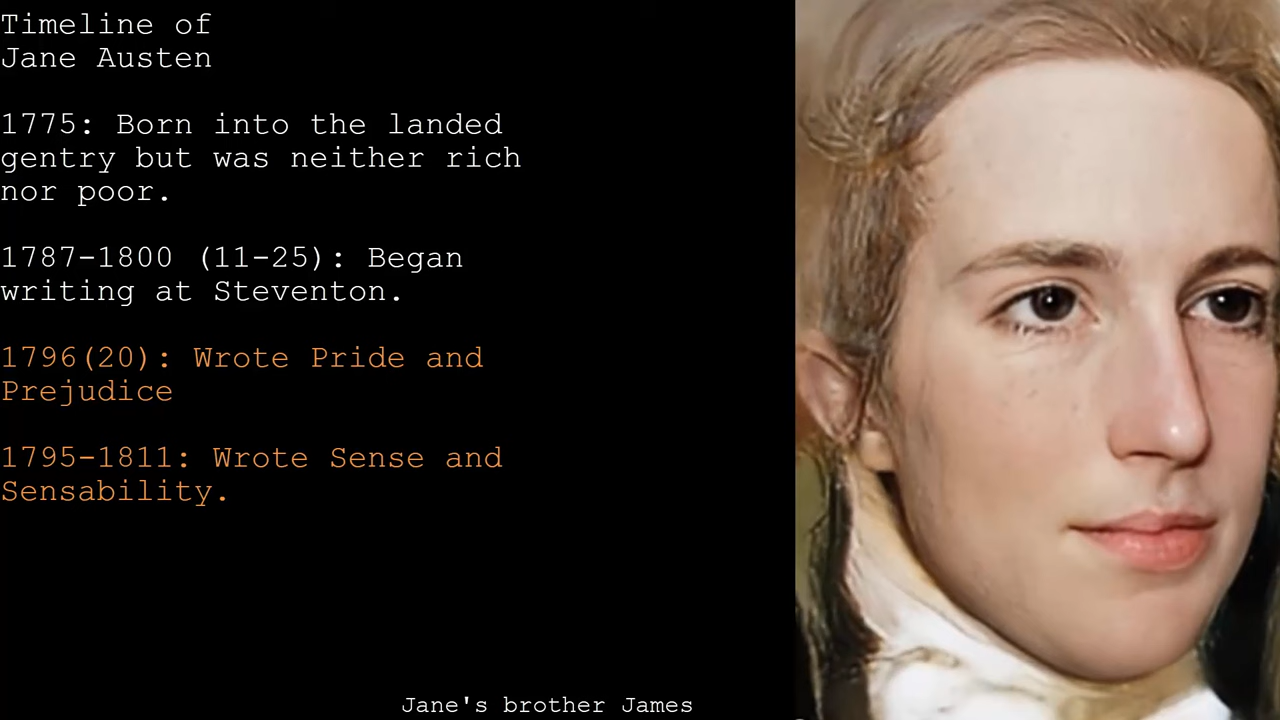 Timeline of
Jane Austen
1775: Born into the landed
gentry but was neither rich
nor poor.
1787-1800 (11-25): Began
writing at Steventon.
1796(20): Wrote Pride and
Prejudice
1795-1811: Wrote Sense and
Sensability.
Jane's brother James